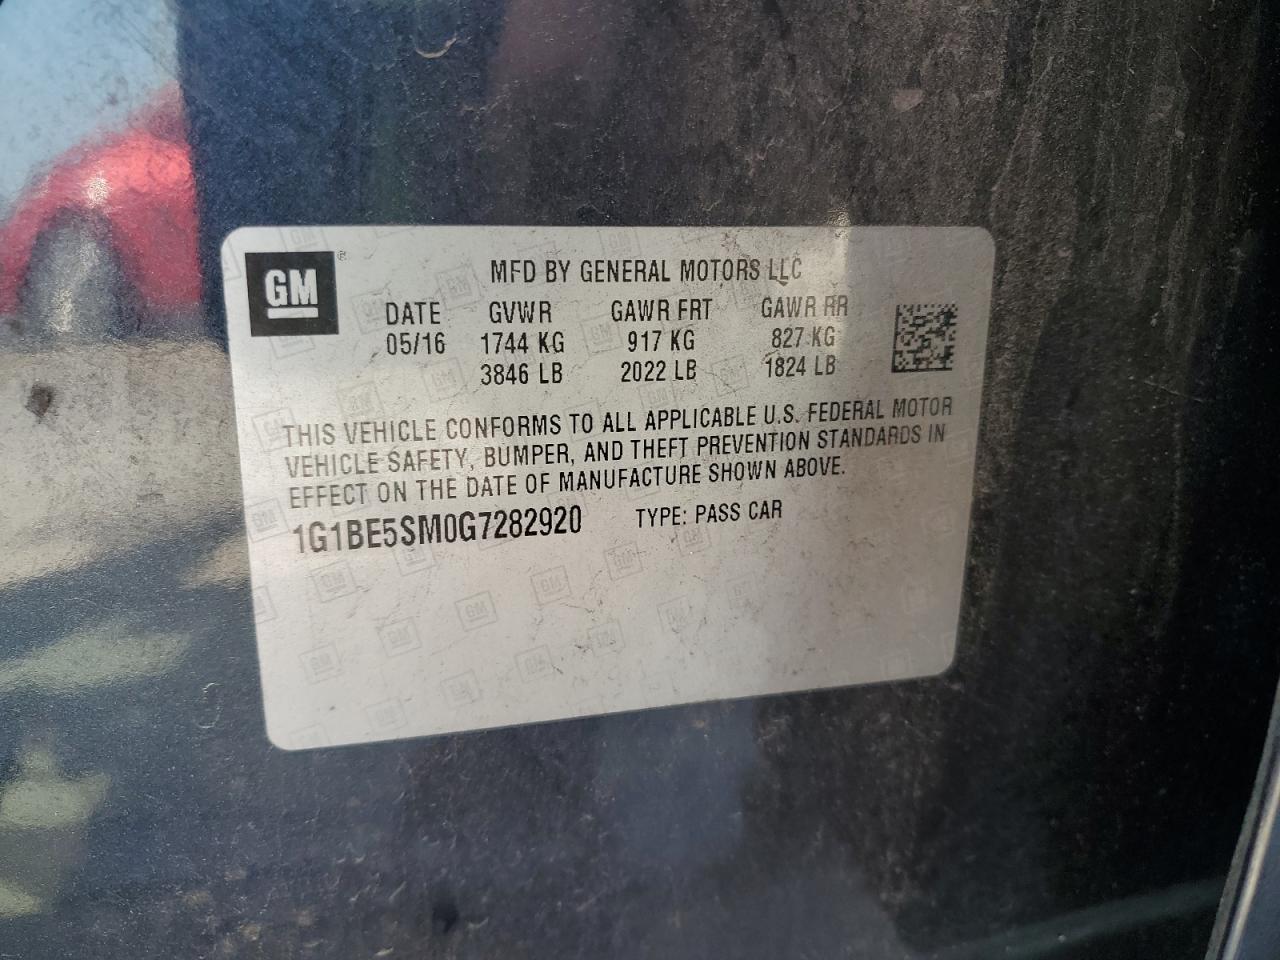 GM ®
MFD BY GENERAL MOTORS LLC
DATE GVWR GAWR FRT GAWR RR
05/16 1744 KG 917 KG 827 KG
3846 LB 2022 LB 1824 LB
THIS VEHICLE CONFORMS TO ALL APPLICABLE U.S. FEDERAL MOTOR
VEHICLE SAFETY, BUMPER, AND THEFT PREVENTION STANDARDS IN
EFFECT ON THE DATE OF MANUFACTURE SHOWN ABOVE.
1G1BE5SM0G7282920 TYPE: PASS CAR